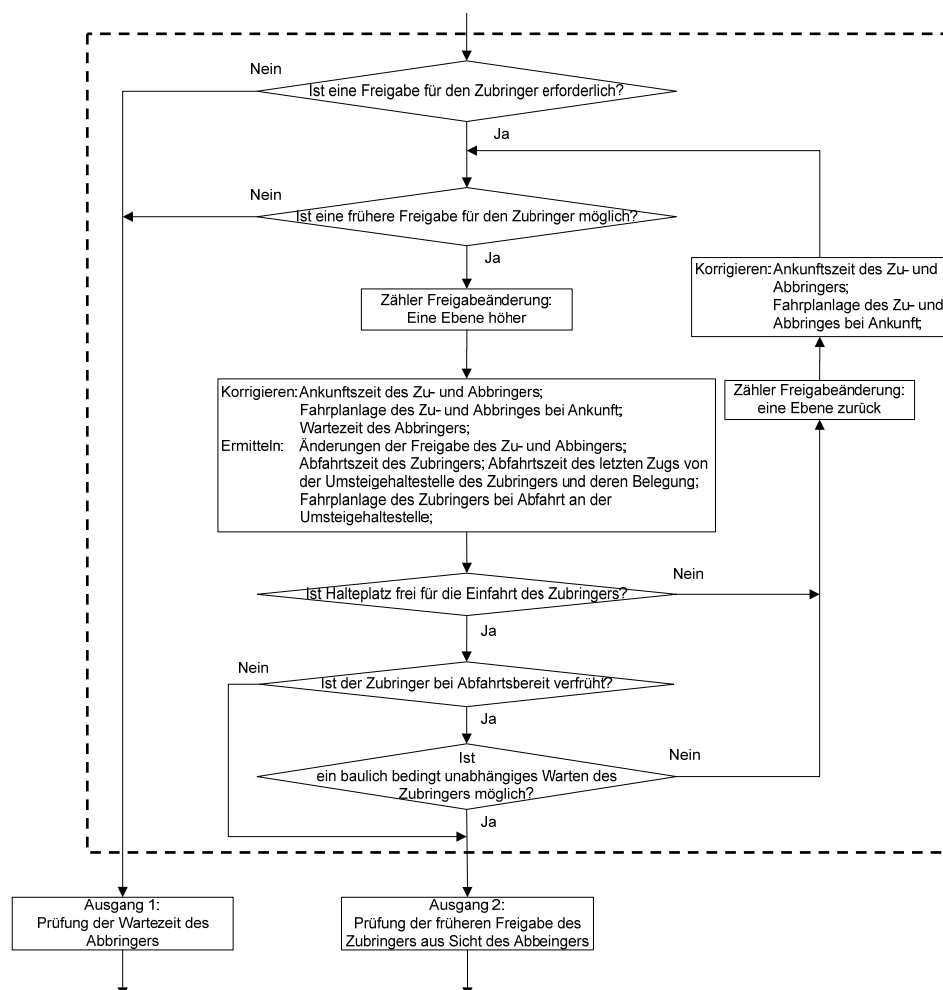 Nein
Ist eine Freigabe für den Zubringer erforderlich?
Ja
Nein
Ist eine frühere Freigabe für den Zubringer möglich?
Ja
Zähler Freigabeänderung:
Eine Ebene höher
Korrigieren: Ankunftszeit des Zu- und
Abbringers;
Fahrplanlage des Zu- und
Abbringes bei Ankunft;
Zähler Freigabeänderung:
eine Ebene zurück
Korrigieren: Ankunftszeit des Zu- und Abbringers;
Fahrplanlage des Zu- und Abbringes bei Ankunft;
Wartezeit des Abbringers;
Ermitteln: Änderungen der Freigabe des Zu- und Abbingers;
Abfahrtszeit des Zubringers; Abfahrtszeit des letzten Zugs von
der Umsteigehaltestelle des Zubringers und deren Belegung;
Fahrplanlage des Zubringers bei Abfahrt an der
Umsteigehaltestelle;
Ist Halteplatz frei für die Einfahrt des Zubringers?
Nein
Ja
Nein
Ist der Zubringer bei Abfahrtsbereit verfrüht?
Ja
Ist
ein baulich bedingt unabhängiges Warten des
Zubringers möglich?
Nein
Ja
Ausgang 1:
Prüfung der Wartezeit des
Abbringers
Ausgang 2:
Prüfung der früheren Freigabe des
Zubringers aus Sicht des Abbeingers